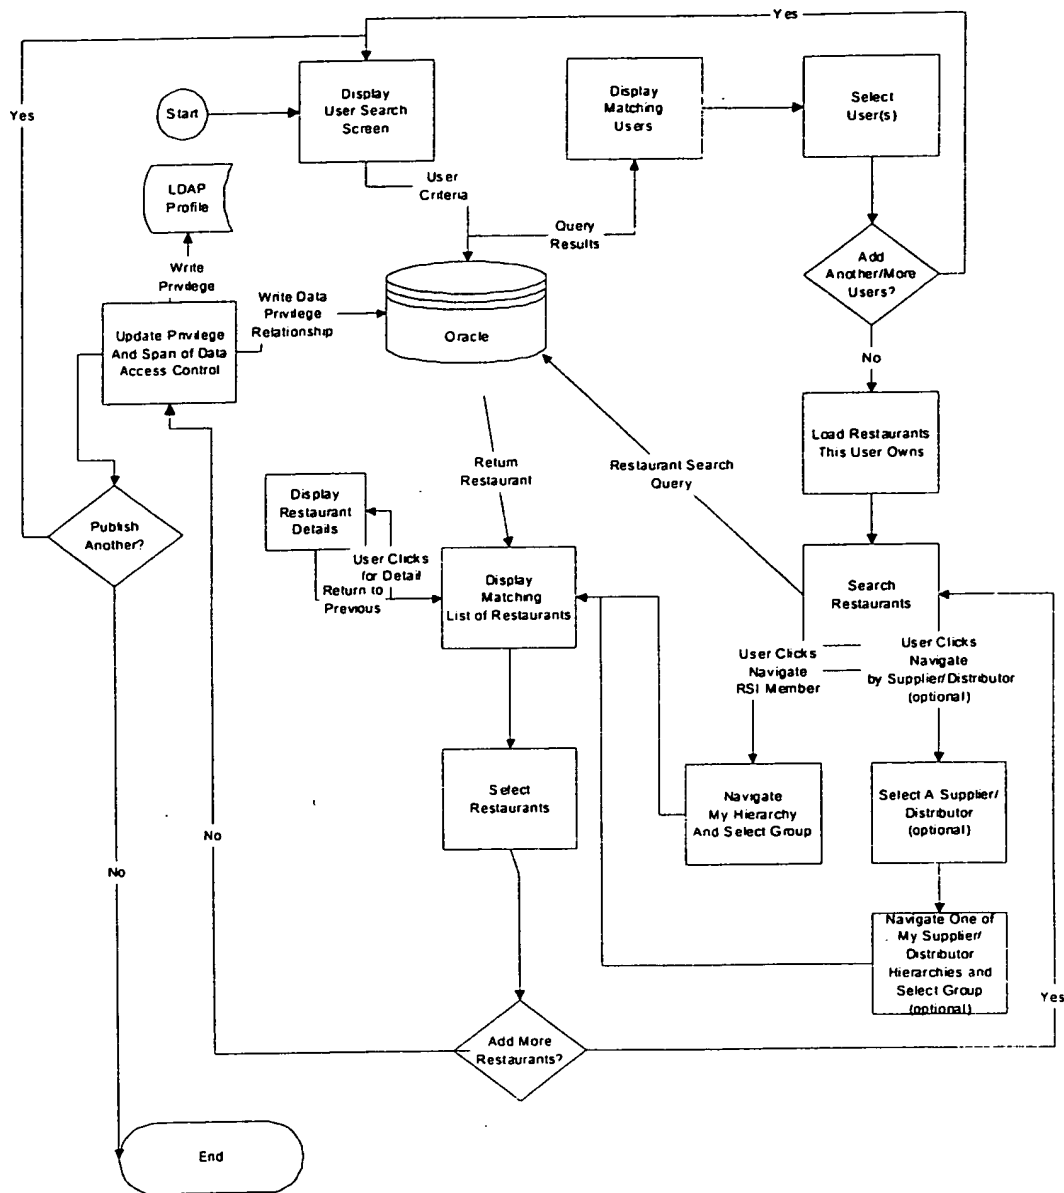 Yes
Yes
Display
User Search
Screen
Display
Matching
Users
Select
User(s)
Start
LDAP
Profile
User
Criteria
Query
Results
Add
Another/More
Users?
Write
Privilege
Write Data
Privilege
Relationship
Update Privilege
And Span of Data
Access Control
Oracle
No
Load Restaurants
This User Owns
Return
Restaurant
Restaurant Search
Query
Display
Restaurant
Details
Publish
Another?
User Clicks
for Detail
Return to
Previous
Display
Matching
List of Restaurants
Search
Restaurants
User Clicks
Navigate
RSI Member
User Clicks
Navigate
by Supplier/Distributor
(optional)
Select
Restaurants
Navigate
My Hierarchy
And Select Group
Select A Supplier/
Distributor
(optional)
No
No
Navigate One of
My Supplier/
Distributor
Hierarchies and
Select Group
(optional)
Yes
Add More
Restaurants?
End